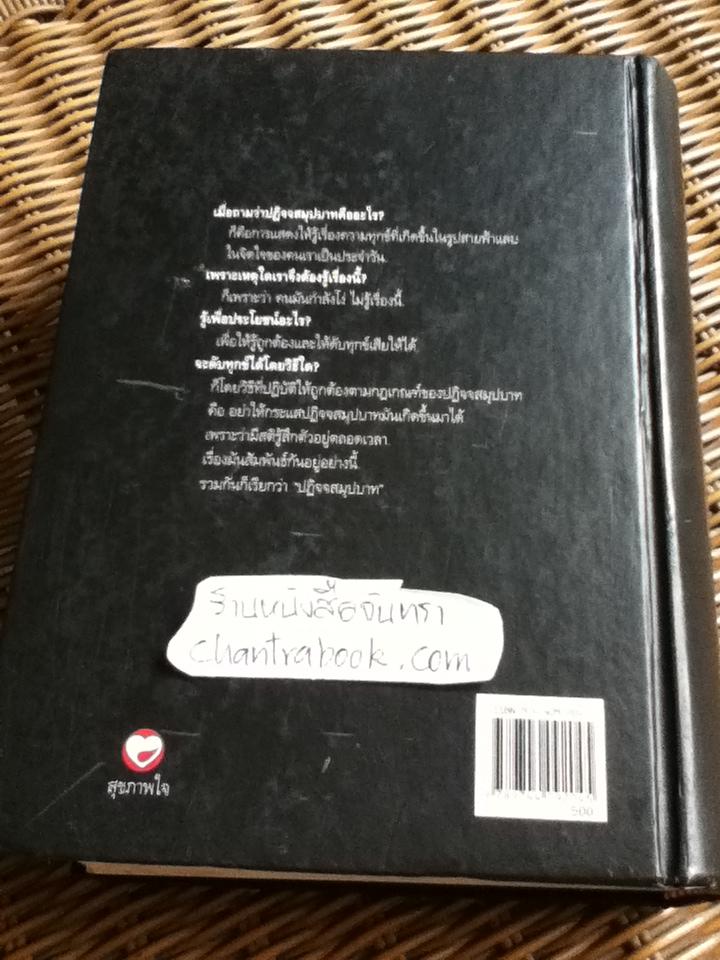 เมื่อถามว่าปฏิจจสมุปบาทคืออะไร?
ก็คือการแสดงให้รู้เรื่องความทุกข์ที่เกิดขึ้นในรูปสายฟ้าแลบ
ในจิตใจของคนเราเป็นประจำวัน
เพราะเหตุใดเราจึงต้องรู้เรื่องนี้?
ก็เพราะว่า คนมันกำลังโง่ ไม่รู้เรื่องนี้
รู้เพื่อประโยชน์อะไร?
เพื่อให้รู้ถูกต้องและให้ดับทุกข์เสียให้ได้
จะดับทุกข์ได้โดยวิธีใด?
ก็โดยวิธีที่ปฏิบัติให้ถูกต้องตามกฎเกณฑ์ของปฏิจจสมุปบาท
คือ อย่าให้กระแสปฏิจจสมุปบาทมันเกิดขึ้นมาได้
เพราะว่ามีสติรู้สึกตัวอยู่ตลอดเวลา
เรื่องมันสัมพันธ์กันอยู่อย่างนี้
รวมกันก็เรียกว่า "ปฏิจจสมุปบาท"
ร้านหนังสือจันทรา
chantrabook.com
สุขภาพใจ
ISBN
500